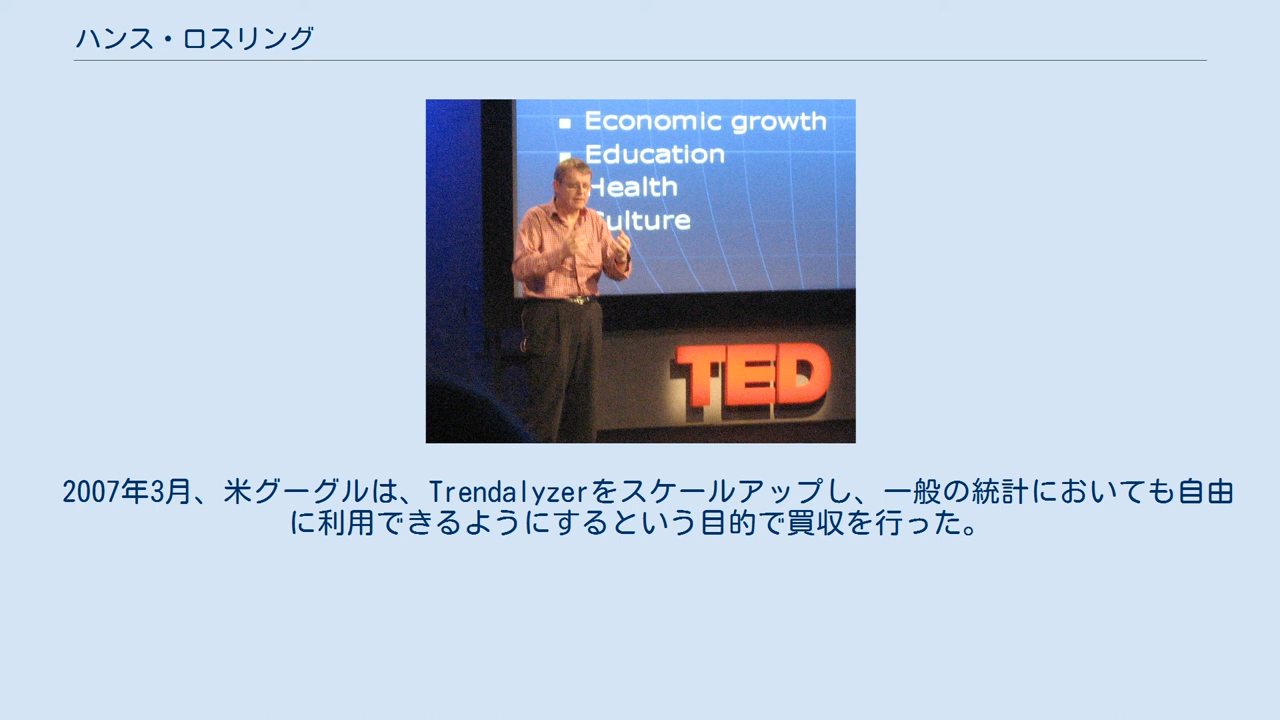 ハンス・ロスリング
Economic growth
Education
Health
Culture
TED
2007年3月、米グーグルは、Trendalyzerをスケールアップし、一般の統計においても自由
に利用できるようにするという目的で買収を行った。